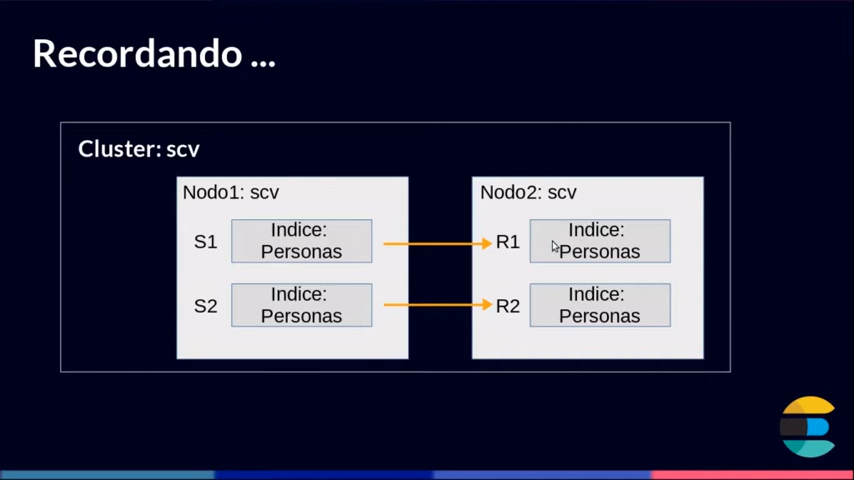 Recordando ...
Cluster: scv
Nodo1: scv
S1
Indice:
Personas
S2
Indice:
Personas
Nodo2: scv
R1
Indice:
Personas
R2
Indice:
Personas